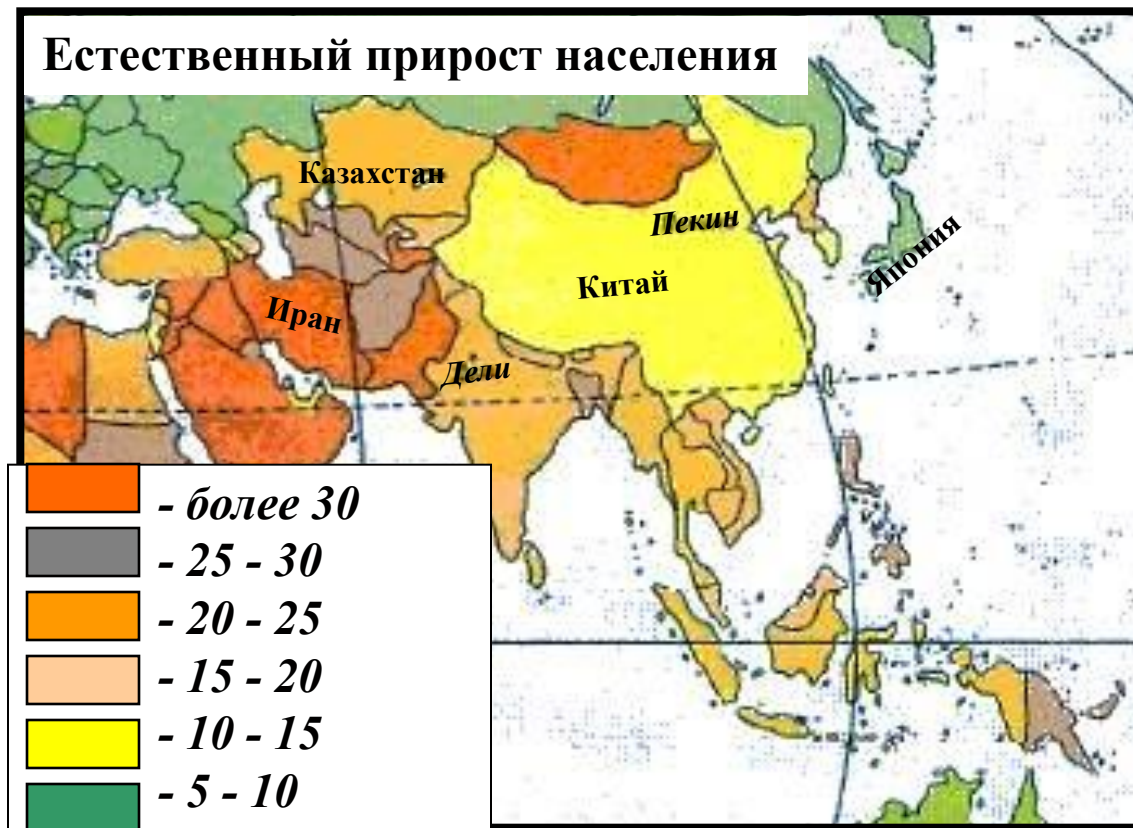 Естественный прирост населения
Казахстан
Пекин
Япония
Китай
Иран
Дели
- более 30
- 25 - 30
- 20 - 25
- 15 - 20
- 10 - 15
- 5 - 10